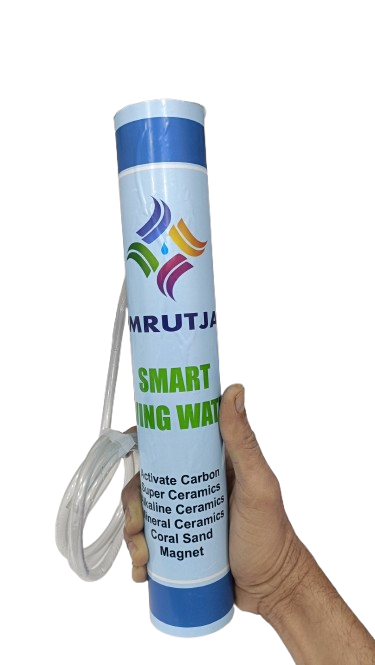 MRUTJA
SMART
ING WAT
Activate Carbon
Super Ceramics
kaline Ceramics
ineral Ceramics
Coral Sand
Magnet